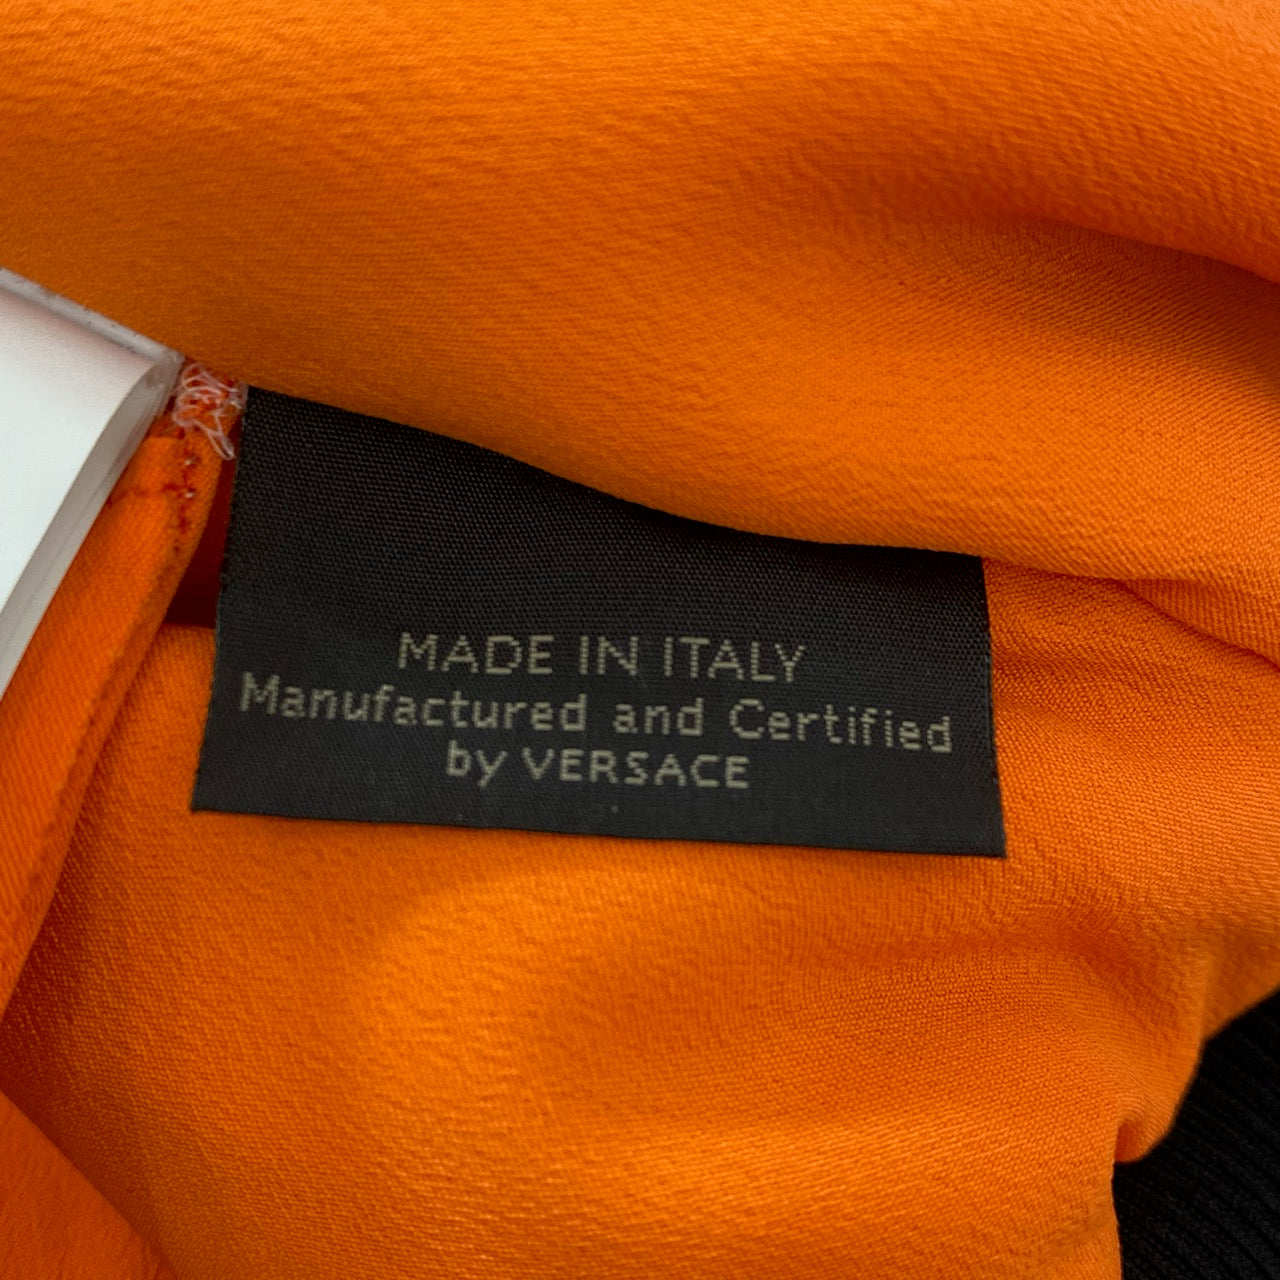 MADE IN ITALY
Manufactured and Certified
by VERSACE